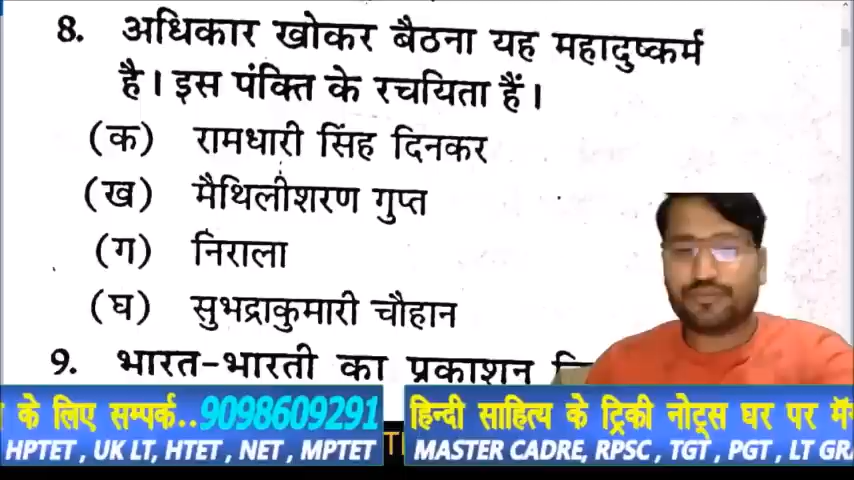 8. अधिकार खोकर बैठना यह महादुष्कर्म
है। इस पंक्ति के रचयिता हैं।
(क) रामधारी सिंह दिनकर
(ख) मैथिलीशरण गुप्त
(ग) निराला
(घ) सुभद्राकुमारी चौहान
9. भारत-भारती का प्रकाशन
के लिए सम्पर्क..9098609291
हिन्दी साहित्य के ट्रिकी नोट्स घर पर
HPTET, UK LT, HTET, NET, MPTET
MASTER CADRE, RPSC, TGT, PGT, LT